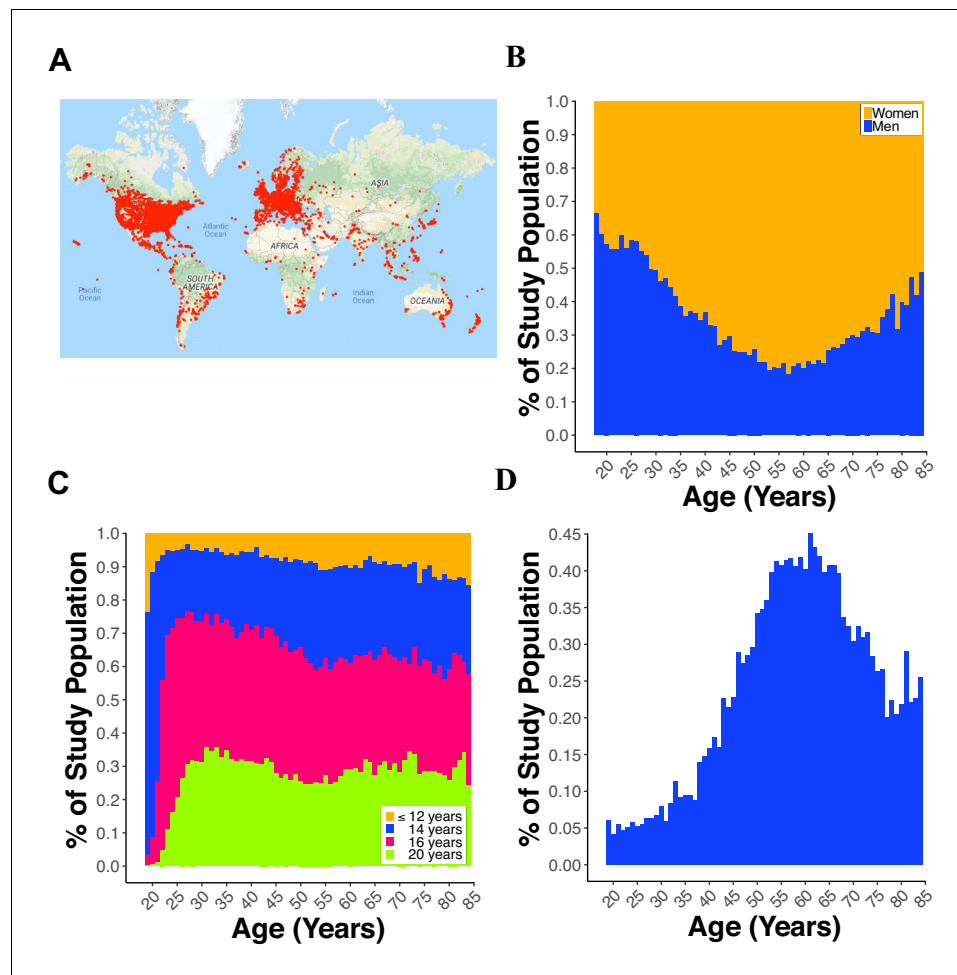 A
ASIA
Atlantic
Ocean
AFRICA
Pacific
Ocean
SOUTH
AMERICA
Indian
Ocean
OCEANIA
B
% of Study Population
1.0
0.9
0.8
0.7
0.6
0.5
0.4
0.3
0.2
0.1
0.0
Women
Men
20 25 30 35 40 45 50 55 60 65 70 75 80 85
Age (Years)
C
% of Study Population
1.0
0.9
0.8
0.7
0.6
0.5
0.4
0.3
0.2
0.1
0.0
≤ 12 years
14 years
16 years
20 years
20 25 30 35 40 45 50 55 60 65 70 75 80 85
Age (Years)
D
% of Study Population
0.45
0.40
0.35
0.30
0.25
0.20
0.15
0.10
0.05
0.00
20 25 30 35 40 45 50 55 60 65 70 75 80 85
Age (Years)